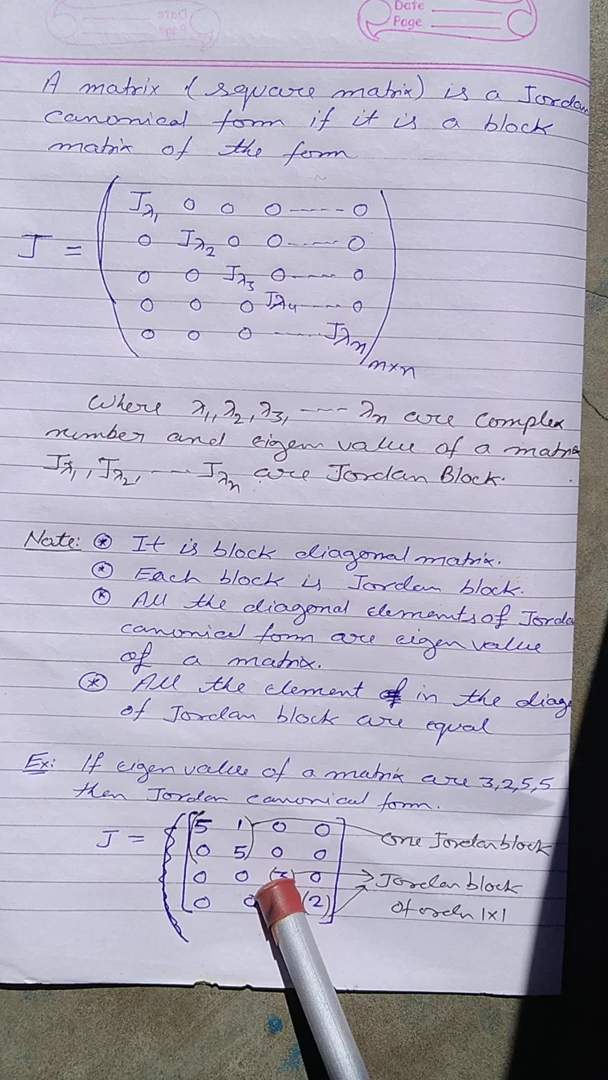 Date
Page
A matrix (square matrix) is a Jordan
canonical form if it is a block
matrix of the form
J = ( Jλ1 0 0 0 ---- 0
0 Jλ2 0 0 ---- 0
0 0 Jλ3 0 ---- 0
0 0 0 Jλ4 ---- 0
0 0 0 ---- Jλn ) n×n
where λ1, λ2, λ3, ---- λn are complex
number and eigen value of a matrix
Jλ1, Jλ2, --- Jλn are Jordan Block.
Note: * It is block diagonal matrix.
* Each block is Jordan block.
* All the diagonal elements of Jorda
canonical form are eigen value
of a matrix.
* All the element in the diag
of Jordan block are equal
Ex: If eigen value of a matrix are 3,2,5,5
then Jordan canonical form.
J = [ 5 1 0 0 one Jordan block
0 5 0 0
0 0 0 Jordan block
0 (2) ] of order 1×1